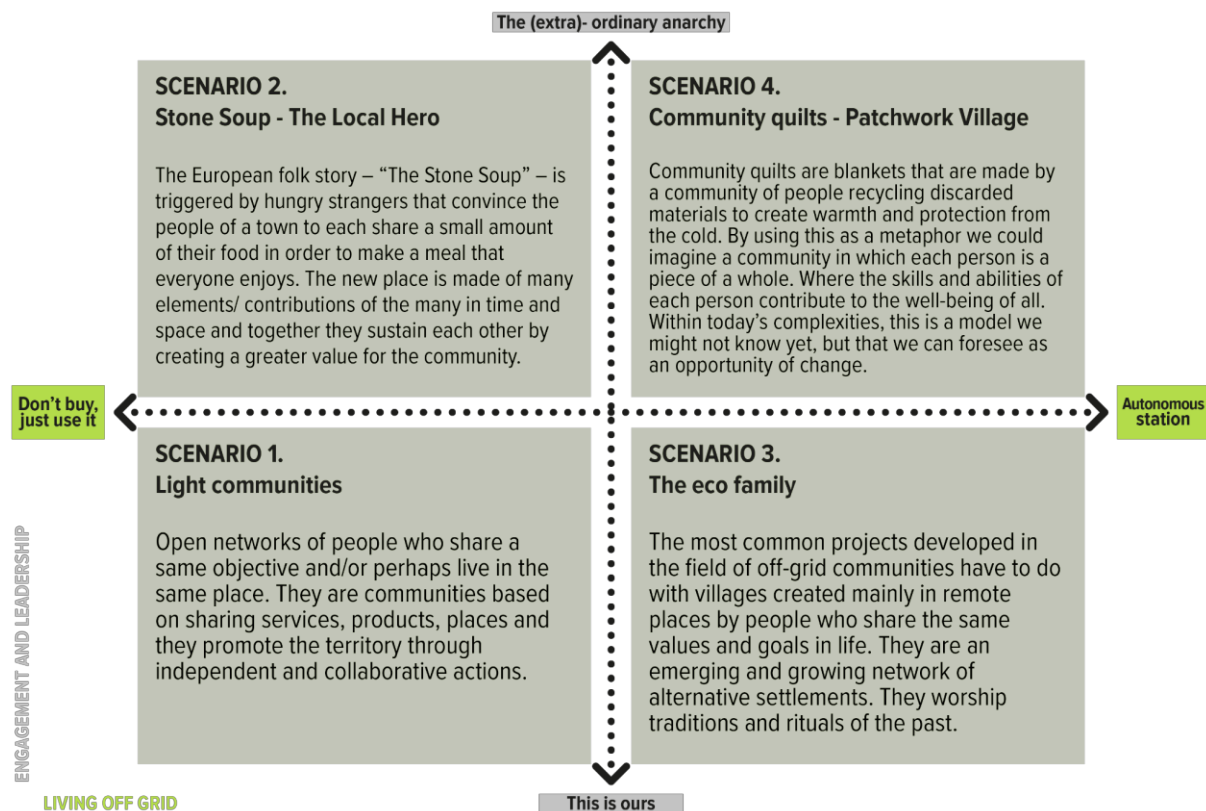 The (extra)- ordinary anarchy
SCENARIO 2.
Stone Soup - The Local Hero
The European folk story – “The Stone Soup” – is
triggered by hungry strangers that convince the
people of a town to each share a small amount
of their food in order to make a meal that
everyone enjoys. The new place is made of many
elements/ contributions of the many in time and
space and together they sustain each other by
creating a greater value for the community.
SCENARIO 4.
Community quilts - Patchwork Village
Community quilts are blankets that are made by
a community of people recycling discarded
materials to create warmth and protection from
the cold. By using this as a metaphor we could
imagine a community in which each person is a
piece of a whole. Where the skills and abilities of
each person contribute to the well-being of all.
Within today’s complexities, this is a model we
might not know yet, but that we can foresee as
an opportunity of change.
Don’t buy,
just use it
Autonomous
station
SCENARIO 1.
Light communities
Open networks of people who share a
same objective and/or perhaps live in the
same place. They are communities based
on sharing services, products, places and
they promote the territory through
independent and collaborative actions.
SCENARIO 3.
The eco family
The most common projects developed in
the field of off-grid communities have to do
with villages created mainly in remote
places by people who share the same
values and goals in life. They are an
emerging and growing network of
alternative settlements. They worship
traditions and rituals of the past.
ENGAGEMENT AND LEADERSHIP
LIVING OFF GRID
This is ours